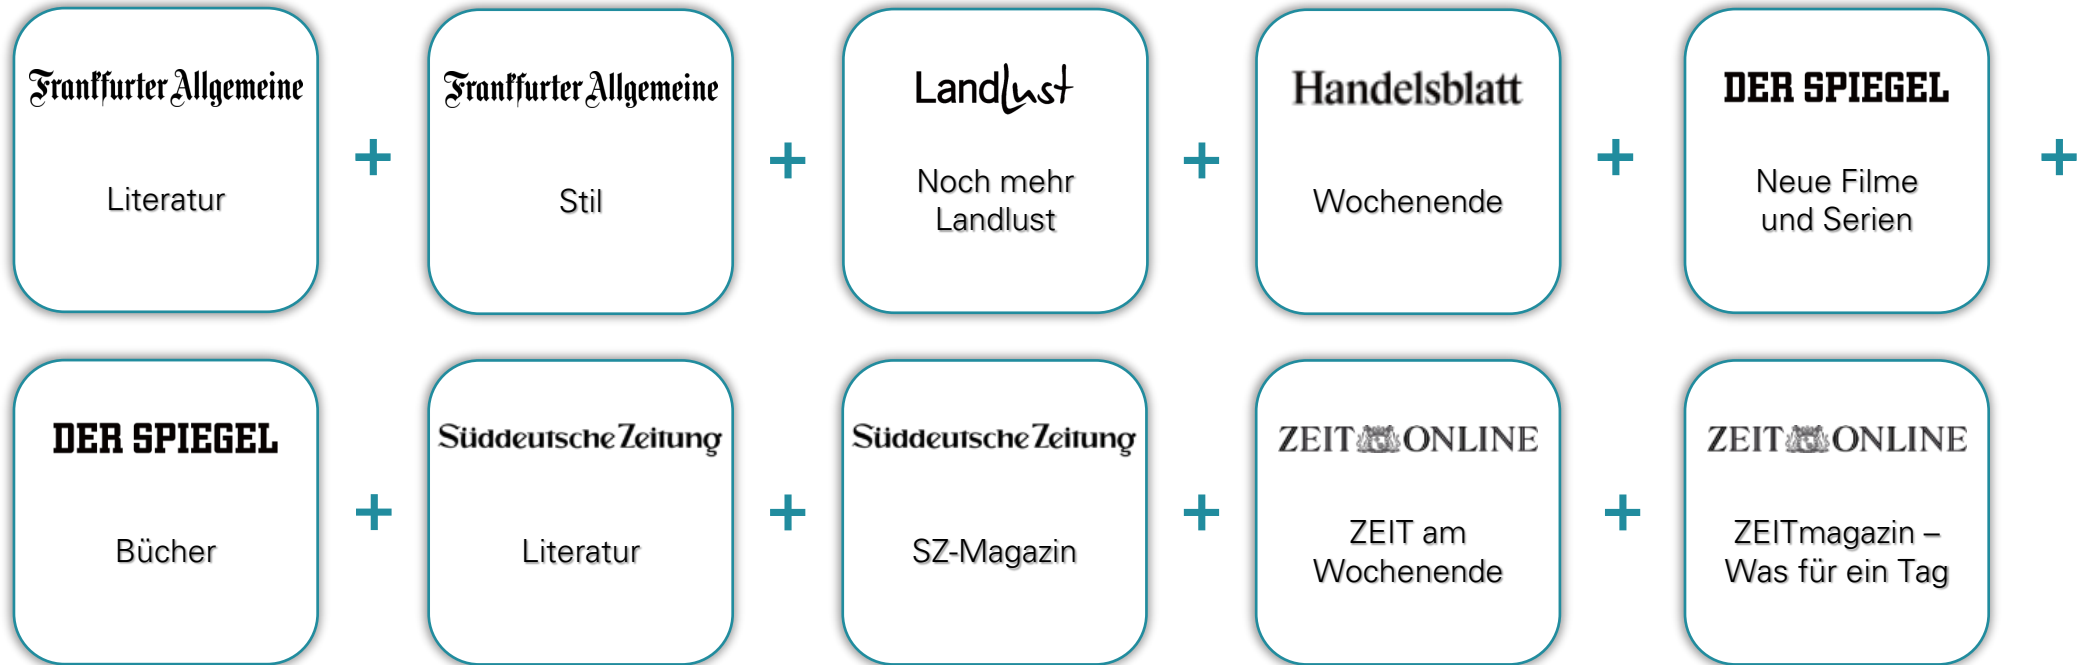 Frankfurter Allgemeine
Literatur
+
Frankfurter Allgemeine
Stil
+
Landlust
Noch mehr
Landlust
+
Handelsblatt
Wochenende
+
DER SPIEGEL
Neue Filme
und Serien
+
DER SPIEGEL
Bücher
+
Süddeutsche Zeitung
Literatur
+
Süddeutsche Zeitung
SZ-Magazin
+
ZEIT ONLINE
ZEIT am
Wochenende
+
ZEIT ONLINE
ZEITmagazin –
Was für ein Tag